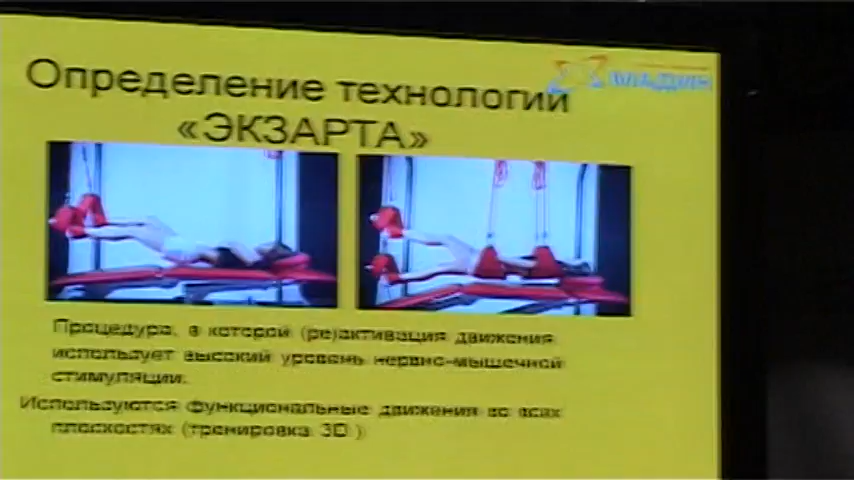 Определение технологии
«ЭКЗАРТА»
Процедура, в которой (ре)активация движения
использует высокий уровень нервно-мышечной
стимуляции.
Используются функциональные движения во всех
плоскостях (тренировка 3D )